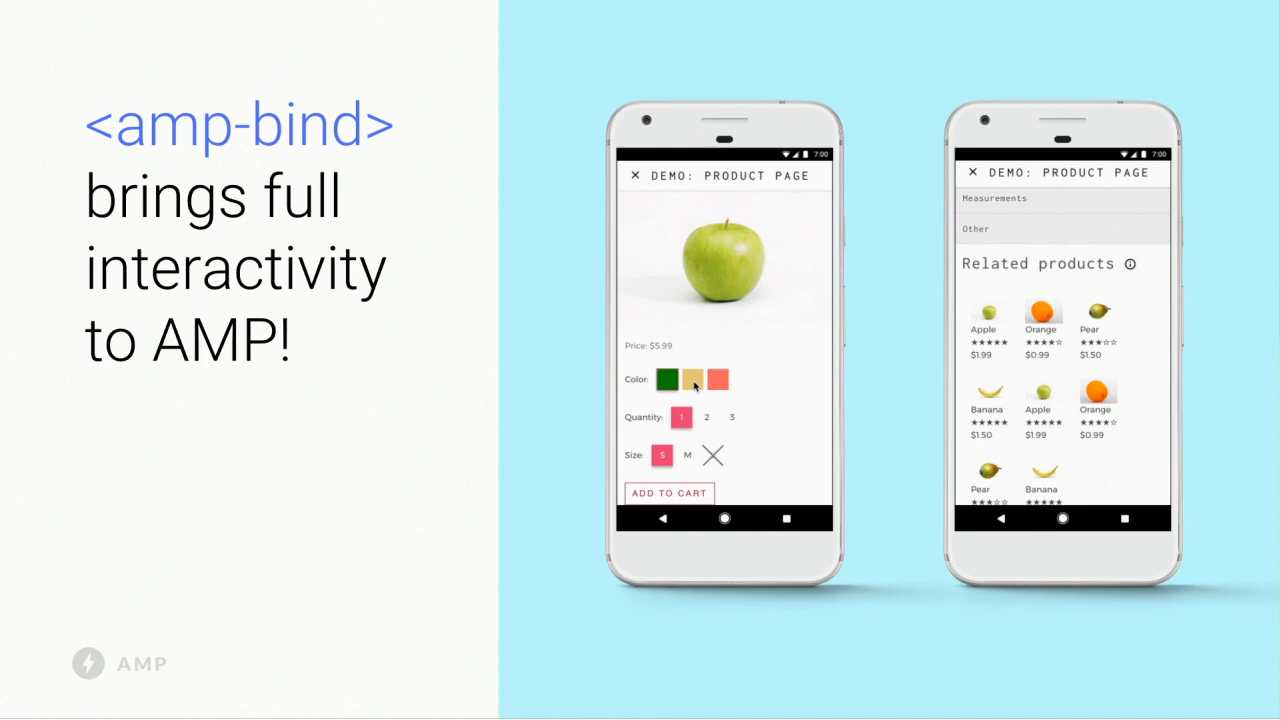 <amp-bind>
brings full
interactivity
to AMP!
AMP
7:00
× DEMO: PRODUCT PAGE
Price: $5.99
Color:
Quantity: 1 2 3
Size: S M
ADD TO CART
7:00
× DEMO: PRODUCT PAGE
Measurements
Other
Related products
Apple Orange Pear
★★★★★ ★★★★☆ ★★★☆☆
$1.99 $0.99 $1.50
Banana Apple Orange
★★★★★ ★★★★★ ★★★★☆
$1.50 $1.99 $0.99
Pear Banana
★★★☆☆ ★★★★★